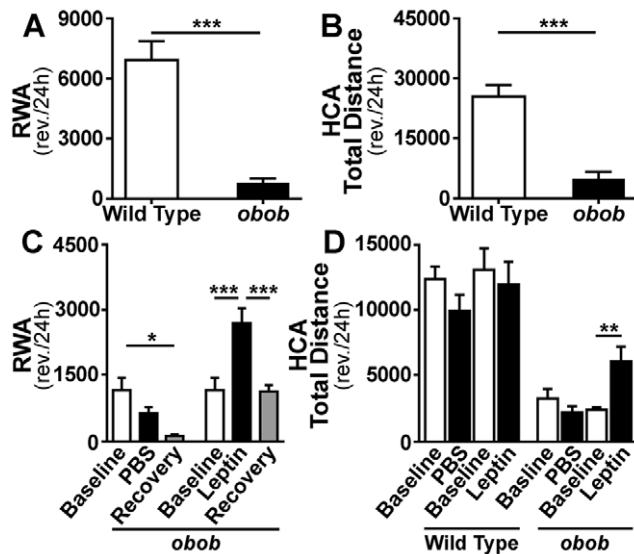 A
RWA
(rev./24h)
9000
6000
3000
0
***
Wild Type
obob
B
HCA
Total Distance
(rev./24h)
45000
30000
15000
0
***
Wild Type
obob
C
RWA
(rev./24h)
4500
3000
1500
0
*
*** ***
Baseline
PBS
Recovery
Baseline
Leptin
Recovery
obob
D
HCA
Total Distance
(rev./24h)
15000
10000
5000
0
**
Baseline
PBS
Baseline
Leptin
Baseline
PBS
Baseline
Leptin
Wild Type
obob